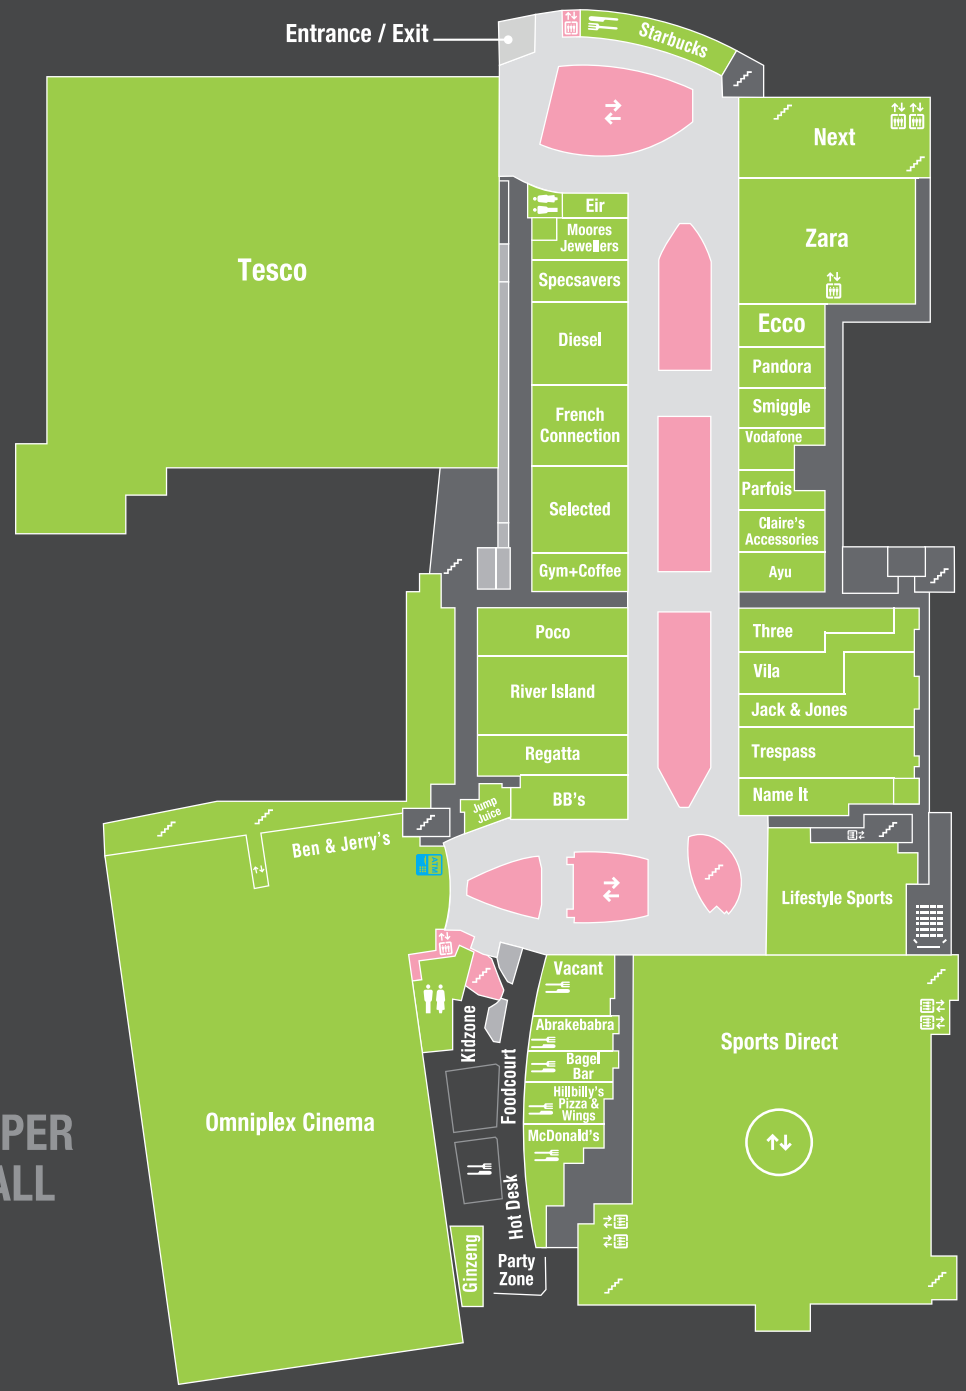 Entrance / Exit
Starbucks
Next
Tesco
Eir
Moores
Jewellers
Zara
Specsavers
Diesel
Ecco
Pandora
French
Connection
Smiggle
Vodafone
Selected
Parfois
Claire's
Accessories
Gym+Coffee
Ayu
Poco
Three
River Island
Vila
Jack & Jones
Regatta
Trespass
BB's
Name It
Jump
Juice
Ben & Jerry's
ATM
Lifestyle Sports
Vacant
Abrakebabra
Kidzone
Bagel
Bar
Sports Direct
Foodcourt
Hillbilly's
Pizza &
Wings
Omniplex Cinema
McDonald's
PER
ALL
Hot Desk
Ginzeng
Party
Zone